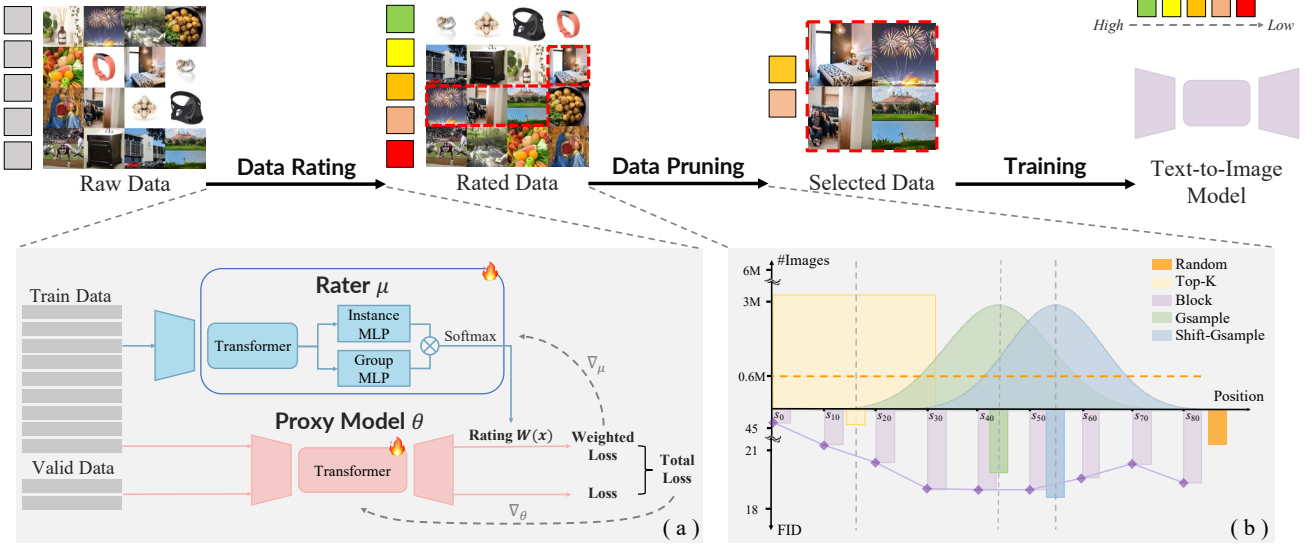 High
Low
Data Rating
Data Pruning
Training
Raw Data
Rated Data
Selected Data
Text-to-Image
Model
Train Data
Valid Data
Rater μ
Transformer
Instance
MLP
Group
MLP
Softmax
∇μ
Proxy Model θ
Transformer
Rating W(x)
Weighted
Loss
Loss
Total
Loss
∇θ
( a )
#Images
6M
3M
0.6M
Position
Random
Top-K
Block
Gsample
Shift-Gsample
s0 s10 s20 s30 s40 s50 s60 s70 s80
45
21
18
FID
( b )